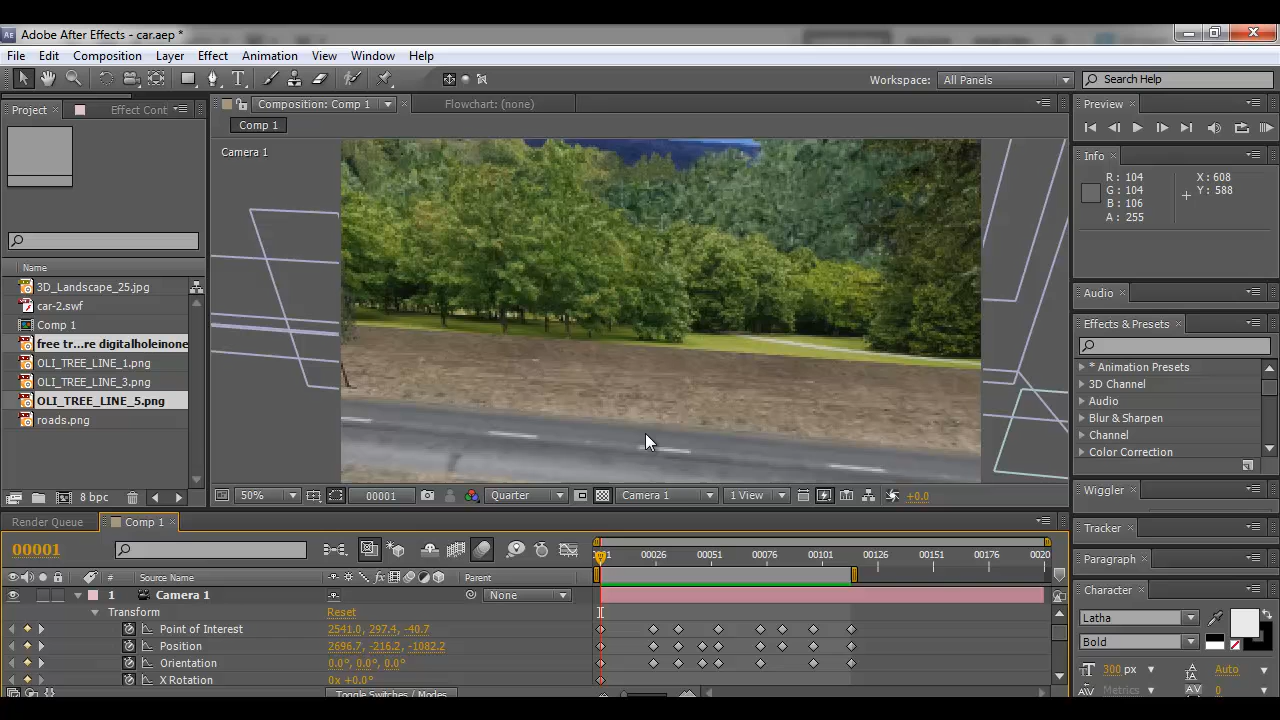 Adobe After Effects - car.aep *
File Edit Composition Layer Effect Animation View Window Help
Workspace: All Panels Search Help
Project Effect Cont
Composition: Comp 1 Flowchart: (none)
Comp 1
Camera 1
Preview
Info
R : 104 X : 608
G : 104 Y : 588
B : 106
A : 255
Name
3D_Landscape_25.jpg
car-2.swf
Comp 1
free tr...re digitalholeinone
OLI_TREE_LINE_1.png
OLI_TREE_LINE_3.png
OLI_TREE_LINE_5.png
roads.png
Audio
Effects & Presets
* Animation Presets
3D Channel
Audio
Blur & Sharpen
Channel
Color Correction
8 bpc
50% 00001 Quarter Camera 1 1 View +0.0
Wiggler
Render Queue Comp 1
Tracker
00001
00026 00051 00076 00101 00126 00151 00176 0020
Paragraph
# Source Name Parent
Character
1 Camera 1 None
Transform Reset
Point of Interest 2541.0, 297.4, -40.7
Position 2696.7, -216.2, -1082.2
Orientation 0.0°, 0.0°, 0.0°
X Rotation 0x +0.0°
Toggle Switches / Modes
Latha
Bold
300 px Auto
Metrics 0